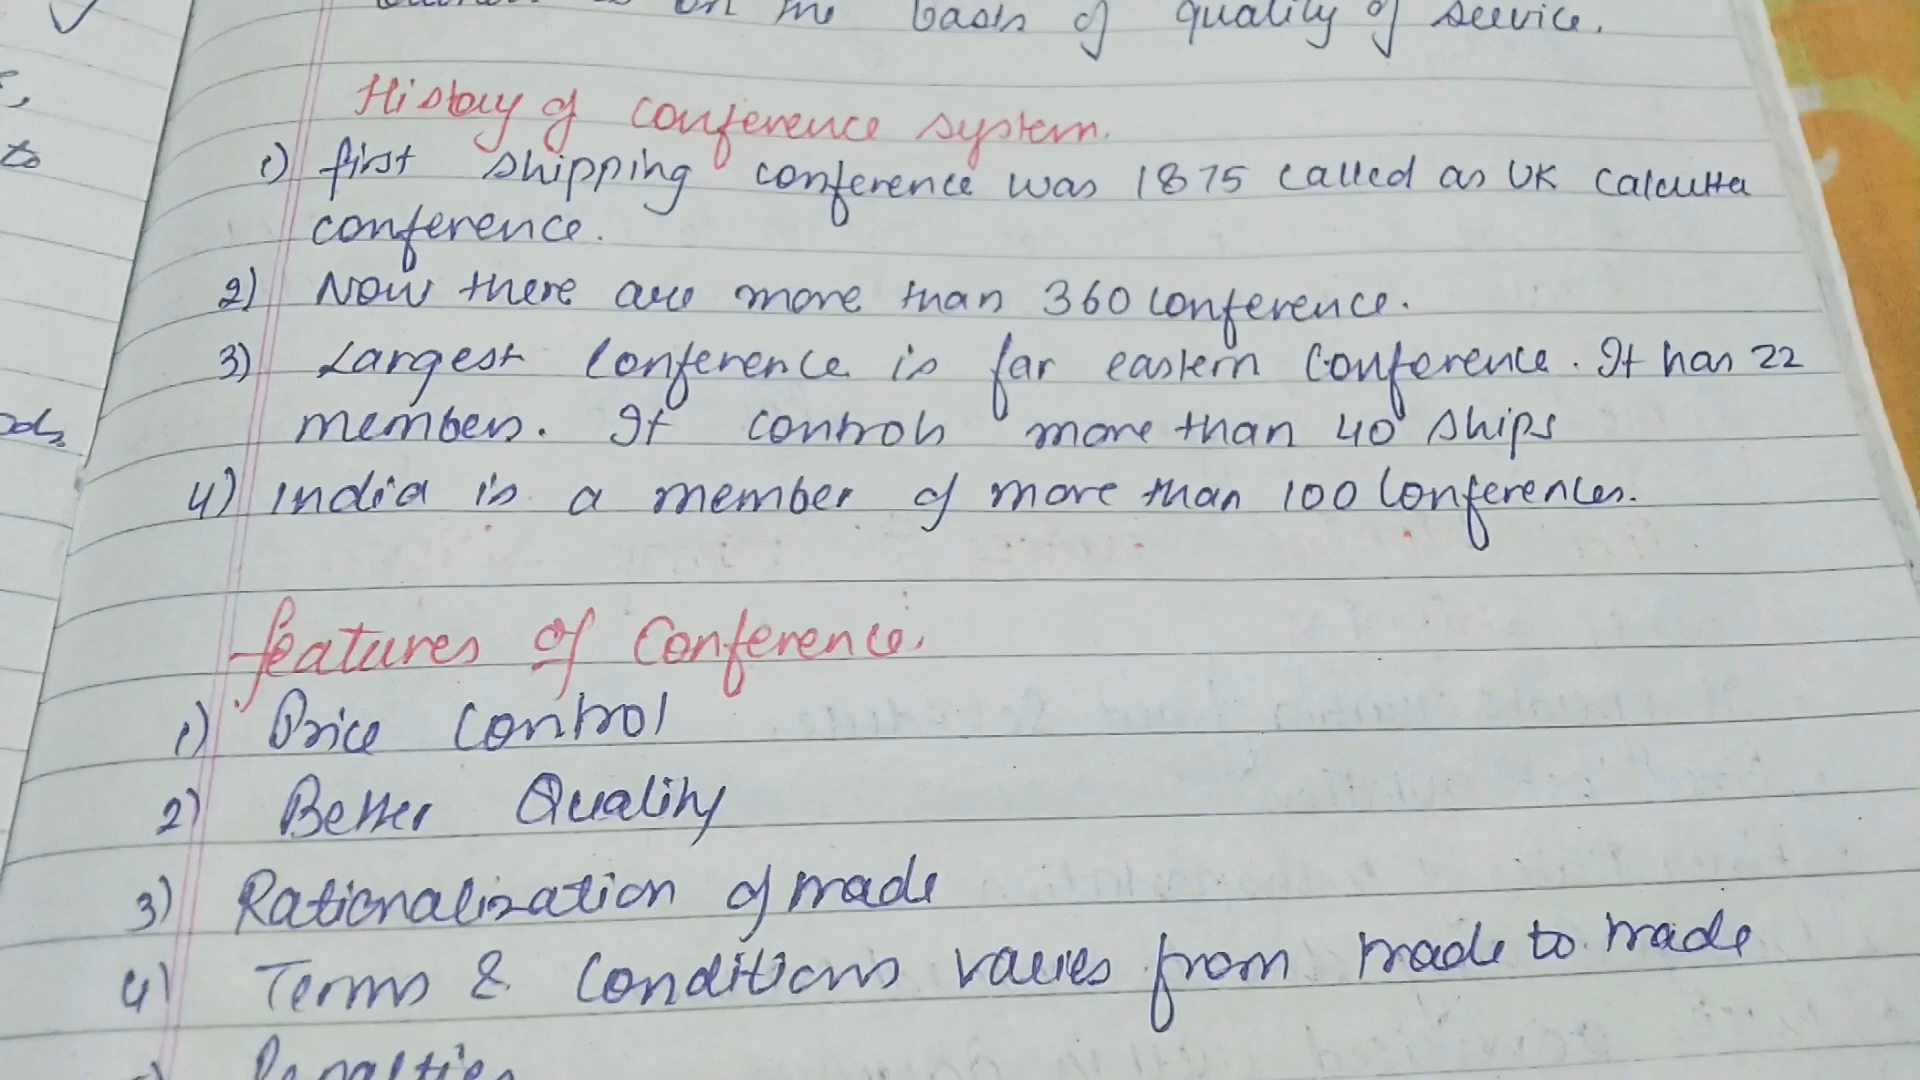 on the basis of quality of service.
History of conference system.
1) first shipping conference was 1875 called as UK Calcutta
conference.
2) Now there are more than 360 conference.
3) Largest conference is far eastern conference. It has 22
members. It controls more than 40 ships
4) india is a member of more than 100 conferences.
features of Conference.
1) Price Control
2) Better Quality
3) Rationalization of trade
4) Terms & Conditions varies from trade to trade
Penalties
to